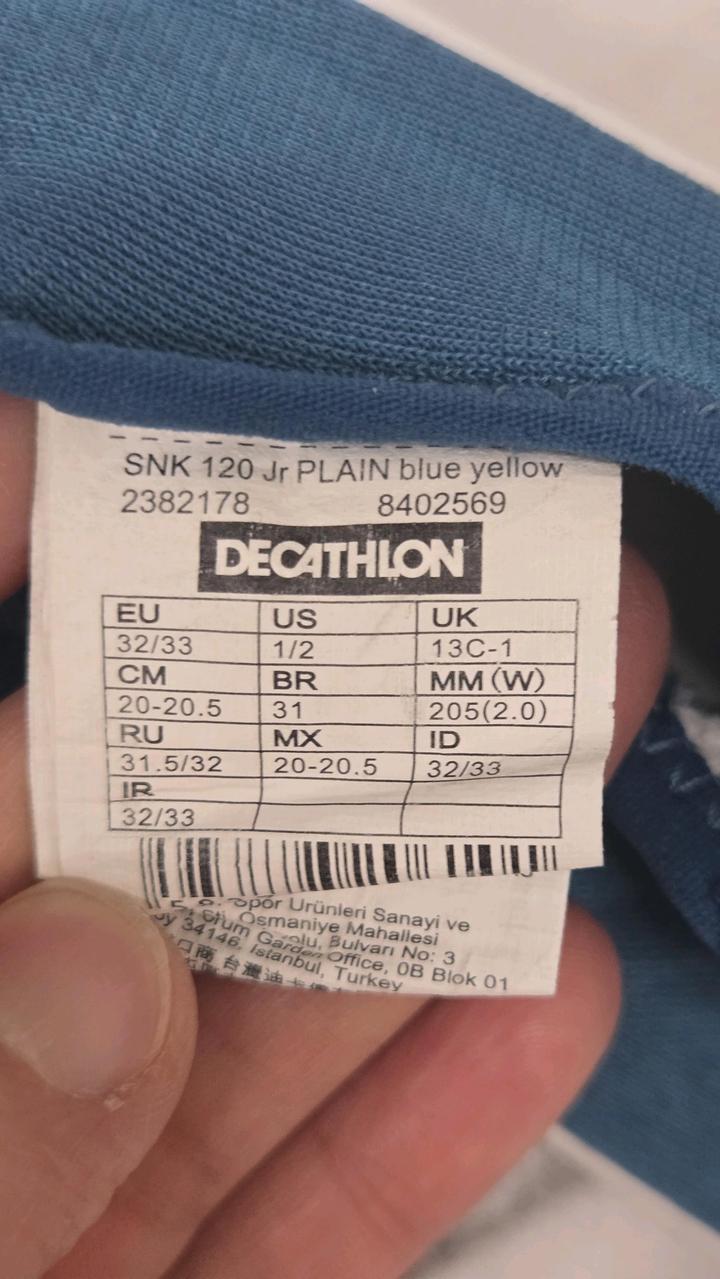 SNK 120 Jr PLAIN blue yellow
2382178 8402569
DECATHLON
EU US UK
32/33 1/2 13C-1
CM BR MM(W)
20-20.5 31 205(2.0)
RU MX ID
31.5/32 20-20.5 32/33
IR
32/33
Spor Ürünleri Sanayi ve
Osmaniye Mahallesi
Bulvarı No: 3
34146, Istanbul, Turkey
Garden Office, 0B Blok 01